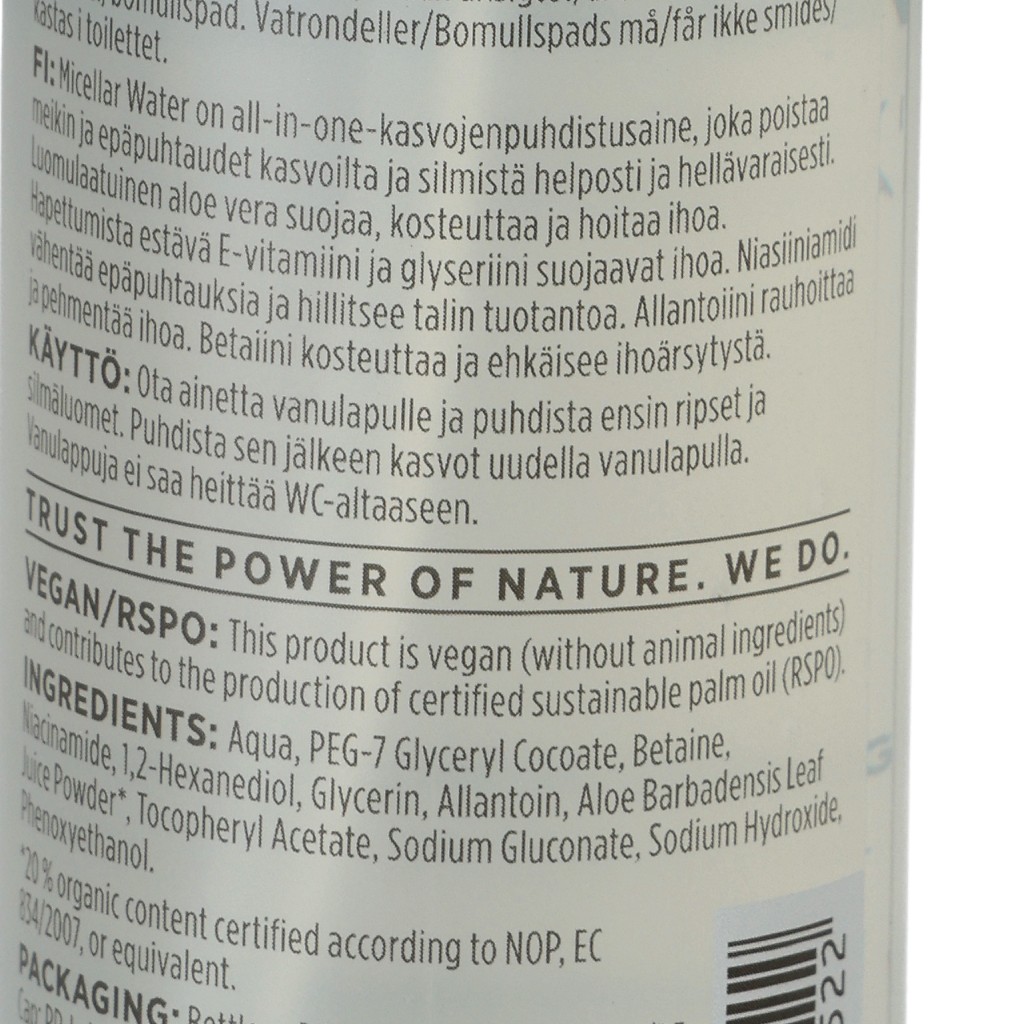 bomullspad. Vatrondeller/Bomullspads må/får ikke smides/
kastas i toilettet.
FI: Micellar Water on all-in-one-kasvojenpuhdistusaine, joka poistaa
meikin ja epäpuhtaudet kasvoilta ja silmistä helposti ja hellävaraisesti.
Luomulaatuinen aloe vera suojaa, kosteuttaa ja hoitaa ihoa.
Hapettumista estävä E-vitamiini ja glyseriini suojaavat ihoa. Niasiiniamidi
vähentää epäpuhtauksia ja hillitsee talin tuotantoa. Allantoiini rauhoittaa
ja pehmentää ihoa. Betaiini kosteuttaa ja ehkäisee ihoärsytystä.
KÄYTTÖ: Ota ainetta vanulapulle ja puhdista ensin ripset ja
silmäluomet. Puhdista sen jälkeen kasvot uudella vanulapulla.
Vanulappuja ei saa heittää WC-altaaseen.
TRUST THE POWER OF NATURE. WE DO.
VEGAN/RSPO: This product is vegan (without animal ingredients)
and contributes to the production of certified sustainable palm oil (RSPO).
INGREDIENTS: Aqua, PEG-7 Glyceryl Cocoate, Betaine,
Niacinamide, 1,2-Hexanediol, Glycerin, Allantoin, Aloe Barbadensis Leaf
Juice Powder*, Tocopheryl Acetate, Sodium Gluconate, Sodium Hydroxide,
Phenoxyethanol.
*20 % organic content certified according to NOP, EC
834/2007, or equivalent.
PACKAGING:
Cap: PP
522